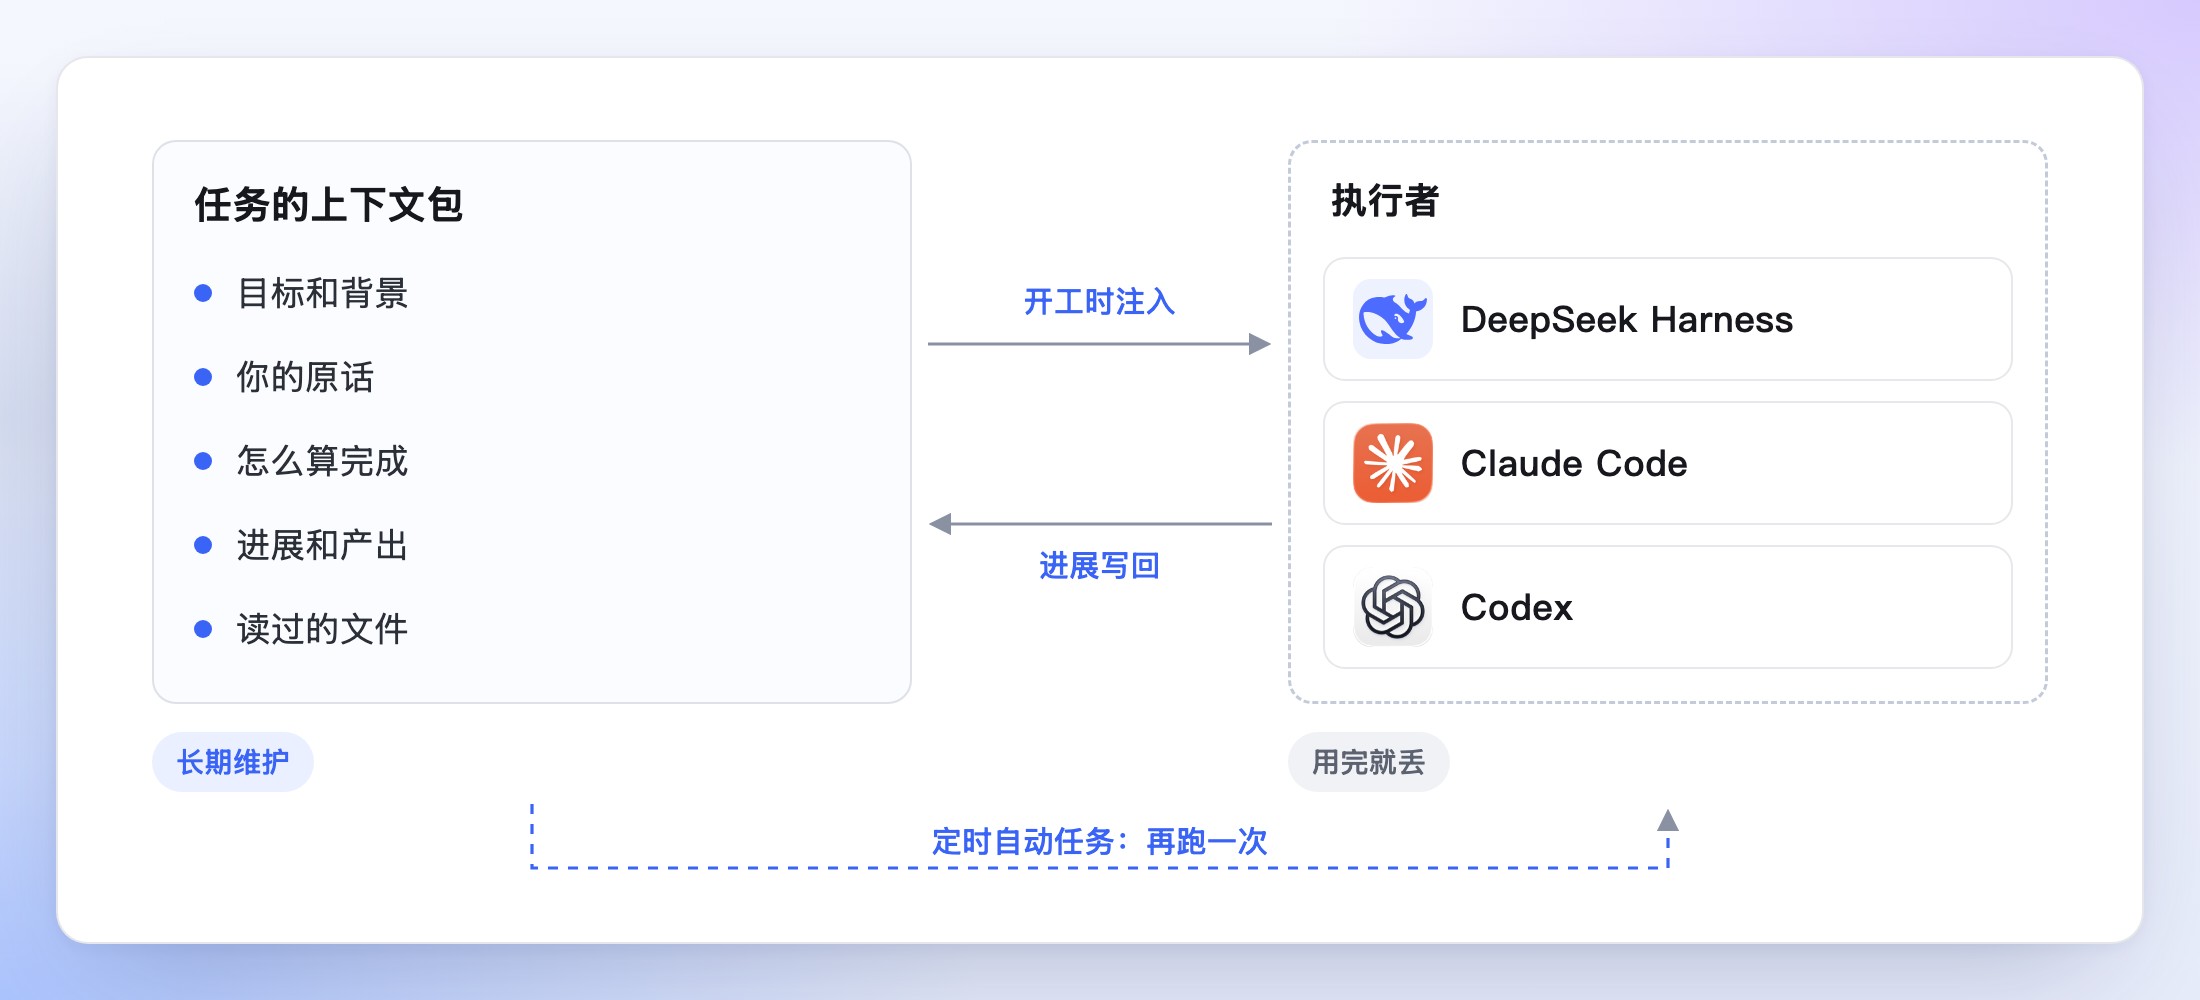 任务的上下文包
目标和背景
你的原话
怎么算完成
进展和产出
读过的文件
长期维护
开工时注入
进展写回
执行者
DeepSeek Harness
Claude Code
Codex
用完就丢
定时自动任务：再跑一次